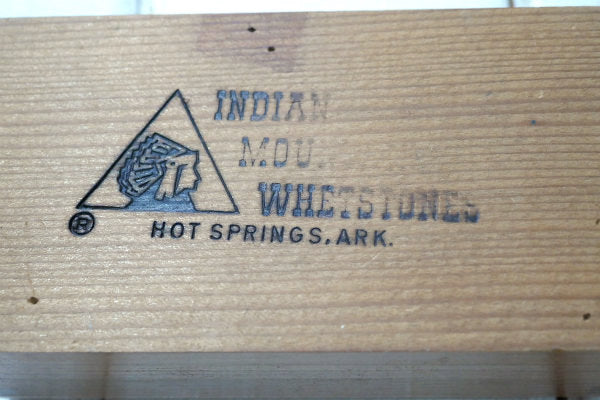 INDIAN
WHETSTONES
® HOT SPRINGS, ARK.